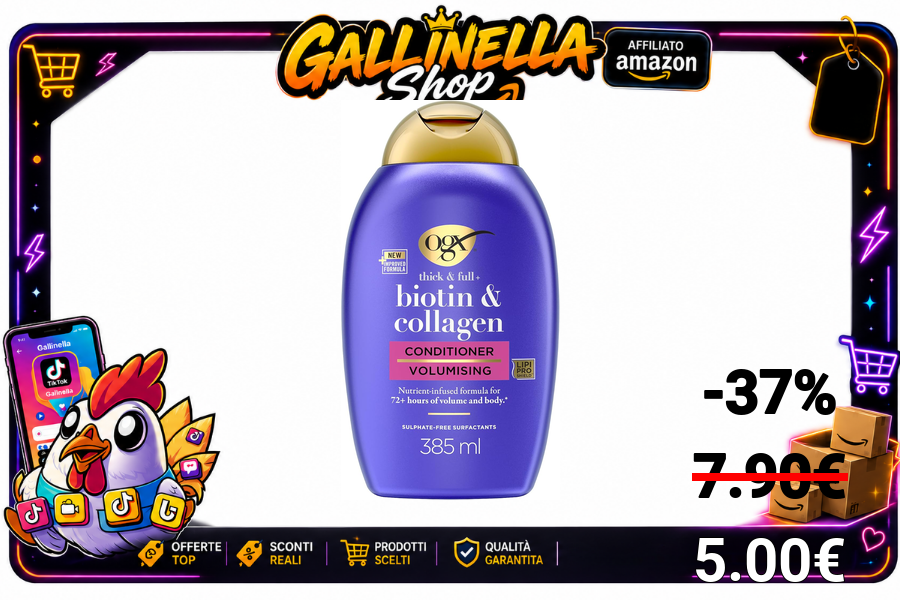 GALLINELLA
Shop
AFFILIATO
amazon
Gallinella
TikTok
Gallinella
ogx
NEW
IMPROVED
FORMULA
thick & full+
biotin &
collagen
CONDITIONER
VOLUMISING
LIPI
PRO
SHIELD
Nutrient-infused formula for
72+ hours of volume and body.*
SULPHATE-FREE SURFACTANTS
385 ml
-37%
7.90€
5.00€
OFFERTE
TOP
SCONTI
REALI
PRODOTTI
SCELTI
QUALITÀ
GARANTITA